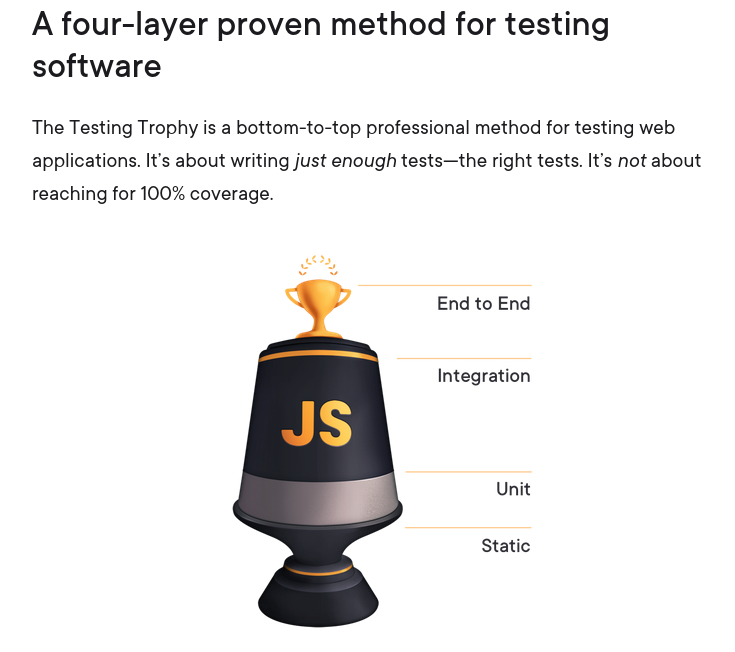 A four-layer proven method for testing
software
The Testing Trophy is a bottom-to-top professional method for testing web
applications. It’s about writing just enough tests—the right tests. It’s not about
reaching for 100% coverage.
End to End
Integration
JS
Unit
Static